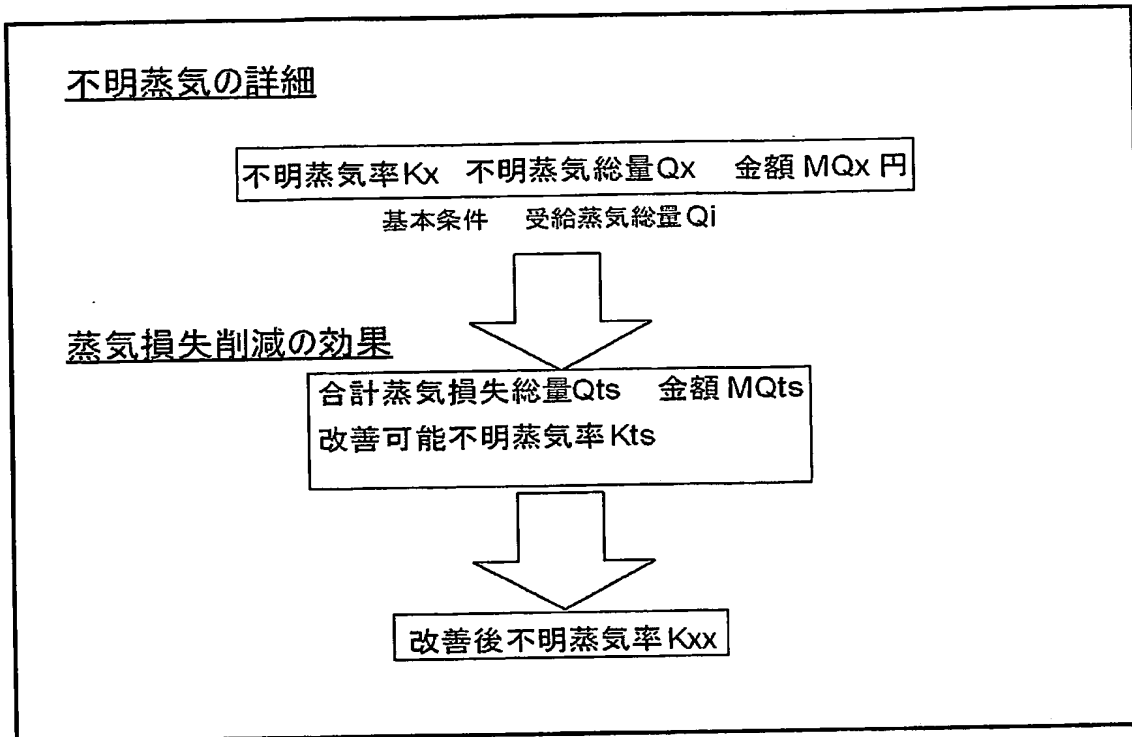 不明蒸気の詳細
不明蒸気率Kx 不明蒸気総量Qx 金額 MQx 円
基本条件 受給蒸気総量Qi
蒸気損失削減の効果
合計蒸気損失総量Qts 金額 MQts
改善可能不明蒸気率Kts
改善後不明蒸気率Kxx